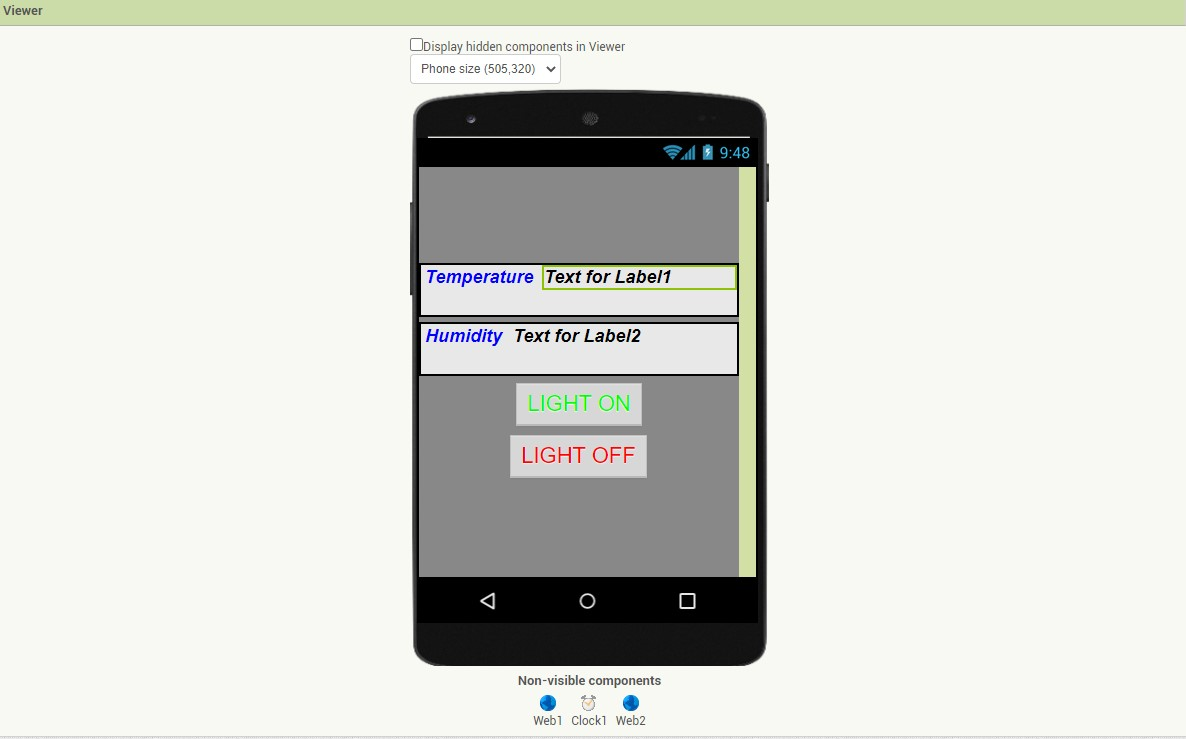 Viewer
Display hidden components in Viewer
Phone size (505,320)
9:48
Temperature Text for Label1
Humidity Text for Label2
LIGHT ON
LIGHT OFF
Non-visible components
Web1 Clock1 Web2